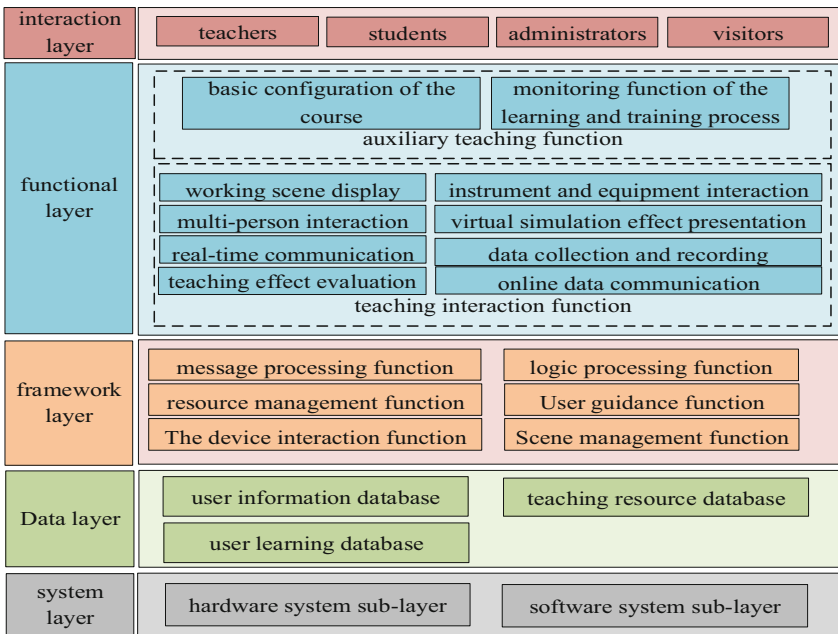 interaction
layer
teachers
students
administrators
visitors
functional
layer
basic configuration of the
course
monitoring function of the
learning and training process
auxiliary teaching function
working scene display
instrument and equipment interaction
multi-person interaction
virtual simulation effect presentation
real-time communication
data collection and recording
teaching effect evaluation
online data communication
teaching interaction function
framework
layer
message processing function
logic processing function
resource management function
User guidance function
The device interaction function
Scene management function
Data layer
user information database
teaching resource database
user learning database
system
layer
hardware system sub-layer
software system sub-layer